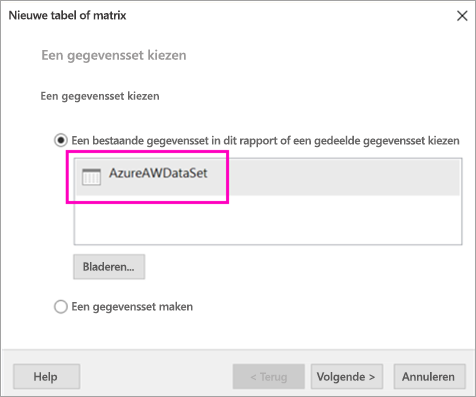 Nieuwe tabel of matrix
Een gegevensset kiezen
Een gegevensset kiezen
Een bestaande gegevensset in dit rapport of een gedeelde gegevensset kiezen
AzureAWDataSet
Bladeren...
Een gegevensset maken
Help
< Terug
Volgende >
Annuleren